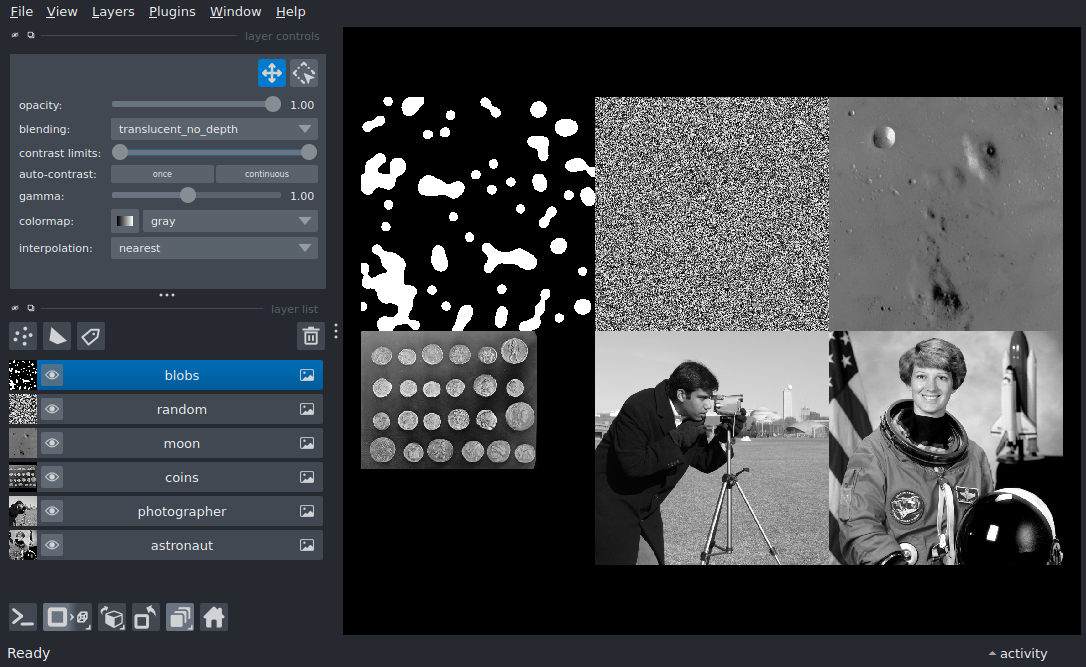 File View Layers Plugins Window Help
layer controls
opacity: 1.00
blending: translucent_no_depth
contrast limits:
auto-contrast: once continuous
gamma: 1.00
colormap: gray
interpolation: nearest
layer list
blobs
random
moon
coins
photographer
astronaut
Ready
activity